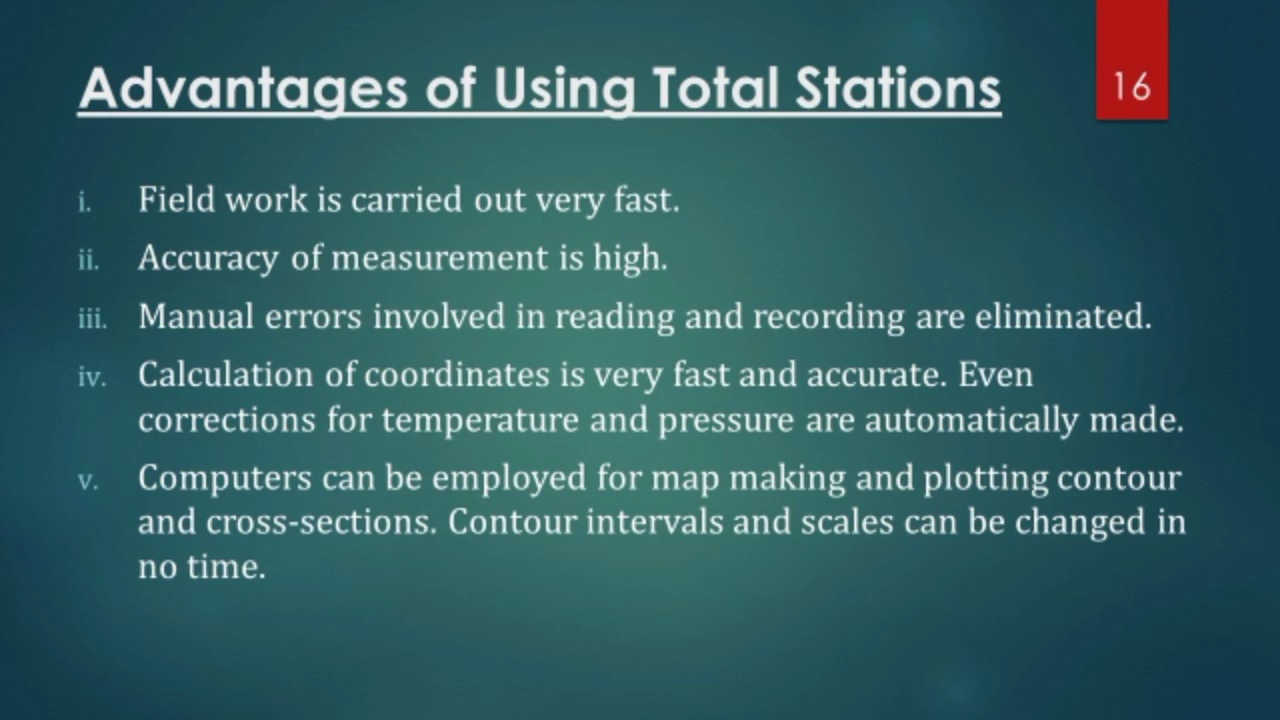 Advantages of Using Total Stations
16
i. Field work is carried out very fast.
ii. Accuracy of measurement is high.
iii. Manual errors involved in reading and recording are eliminated.
iv. Calculation of coordinates is very fast and accurate. Even
corrections for temperature and pressure are automatically made.
v. Computers can be employed for map making and plotting contour
and cross-sections. Contour intervals and scales can be changed in
no time.